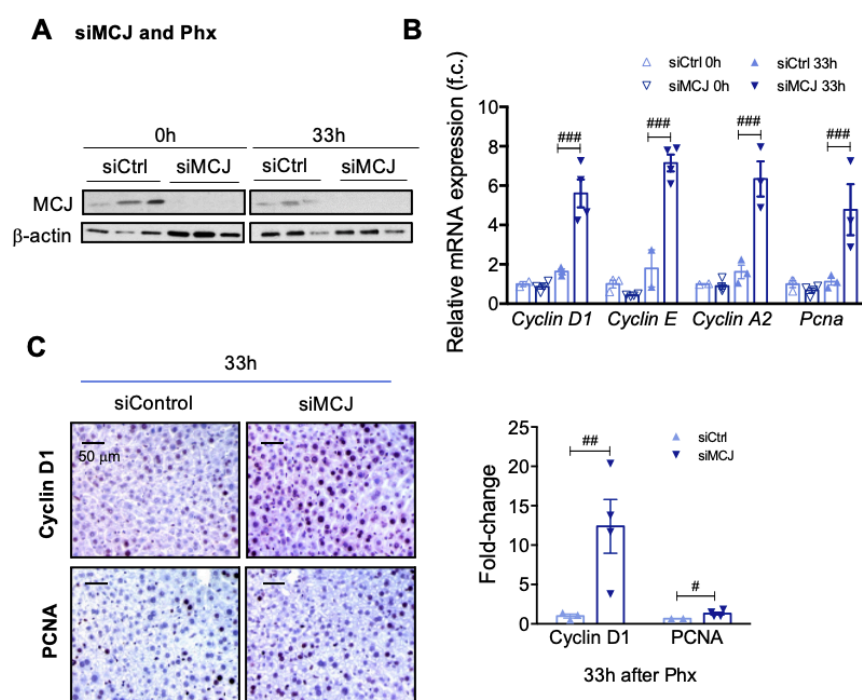 A siMCJ and Phx
0h 33h
siCtrl siMCJ siCtrl siMCJ
MCJ
β-actin
B
siCtrl 0h siCtrl 33h
siMCJ 0h siMCJ 33h
Relative mRNA expression (f.c.)
10
8
6
4
2
0
### ### ### ###
Cyclin D1 Cyclin E Cyclin A2 Pcna
C
33h
siControl siMCJ
50 µm
Cyclin D1
PCNA
siCtrl
siMCJ
Fold-change
25
20
15
10
5
0
## #
Cyclin D1 PCNA
33h after Phx